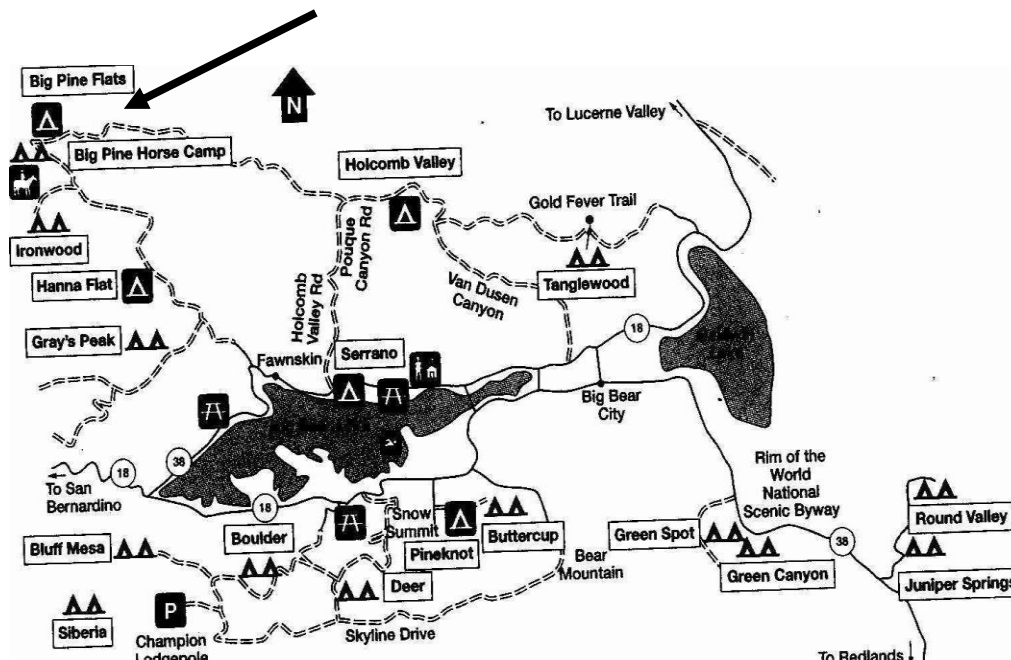 Big Pine Flats
N
To Lucerne Valley
Big Pine Horse Camp
Holcomb Valley
Gold Fever Trail
Ironwood
Pouque
Canyon Rd
Holcomb
Valley Rd
Hanna Flat
Van Dusen
Canyon
Tanglewood
Gray's Peak
18
Fawnskin
Serrano
Big Bear
City
38
18
To San
Bernardino
Rim of the
World
National
Scenic Byway
18
Snow
Summit
Round Valley
Bluff Mesa
Boulder
Pineknot
Buttercup
Green Spot
38
Bear
Mountain
Green Canyon
Juniper Springs
Deer
Siberia
P
Champion
Lodgepole
Skyline Drive
To Redlands